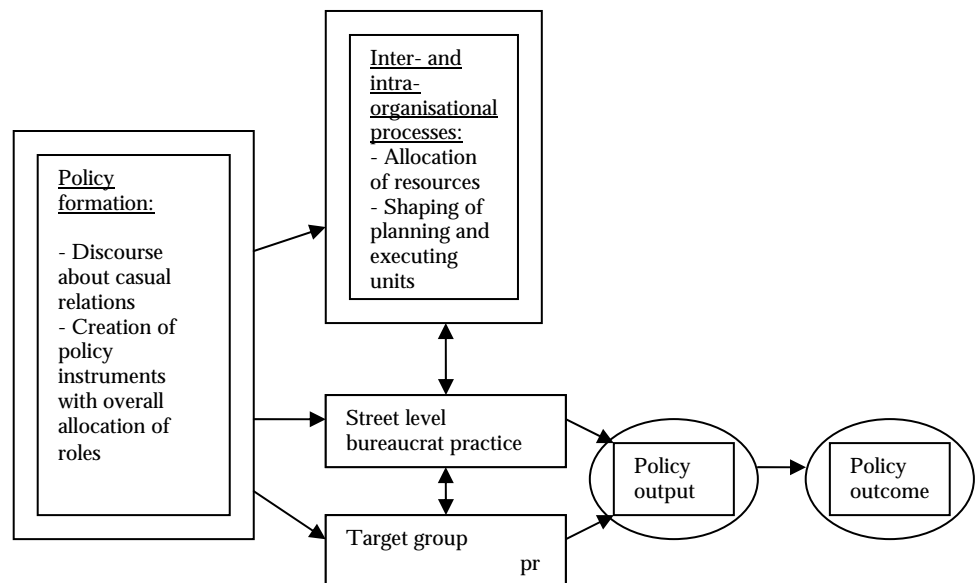 Policy
formation:
- Discourse
about casual
relations
- Creation of
policy
instruments
with overall
allocation of
roles
Inter- and
intra-
organisational
processes:
- Allocation
of resources
- Shaping of
planning and
executing
units
Street level
bureaucrat practice
Target group
pr
Policy
output
Policy
outcome